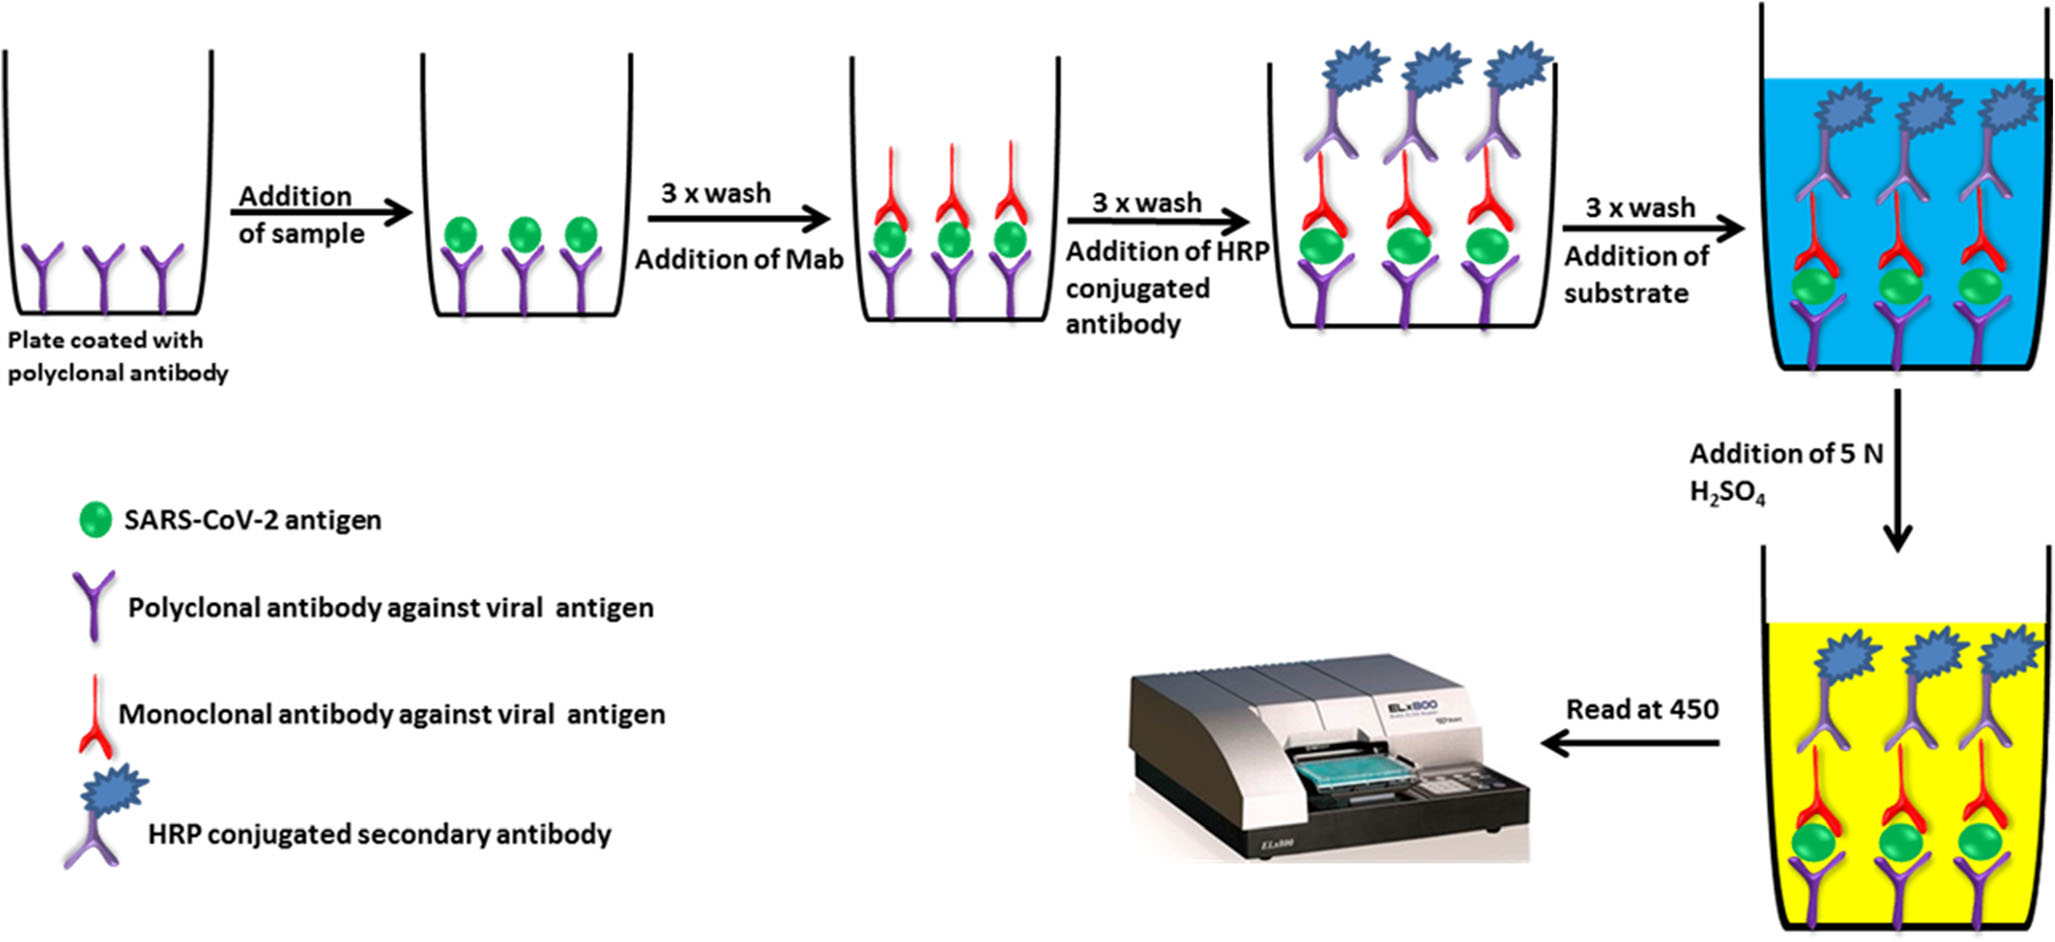 Plate coated with
polyclonal antibody
Addition
of sample
3 x wash
Addition of Mab
3 x wash
Addition of HRP
conjugated
antibody
3 x wash
Addition of
substrate
Addition of 5 N
H₂SO₄
Read at 450
ELx800
ELx800
SARS-CoV-2 antigen
Polyclonal antibody against viral antigen
Monoclonal antibody against viral antigen
HRP conjugated secondary antibody